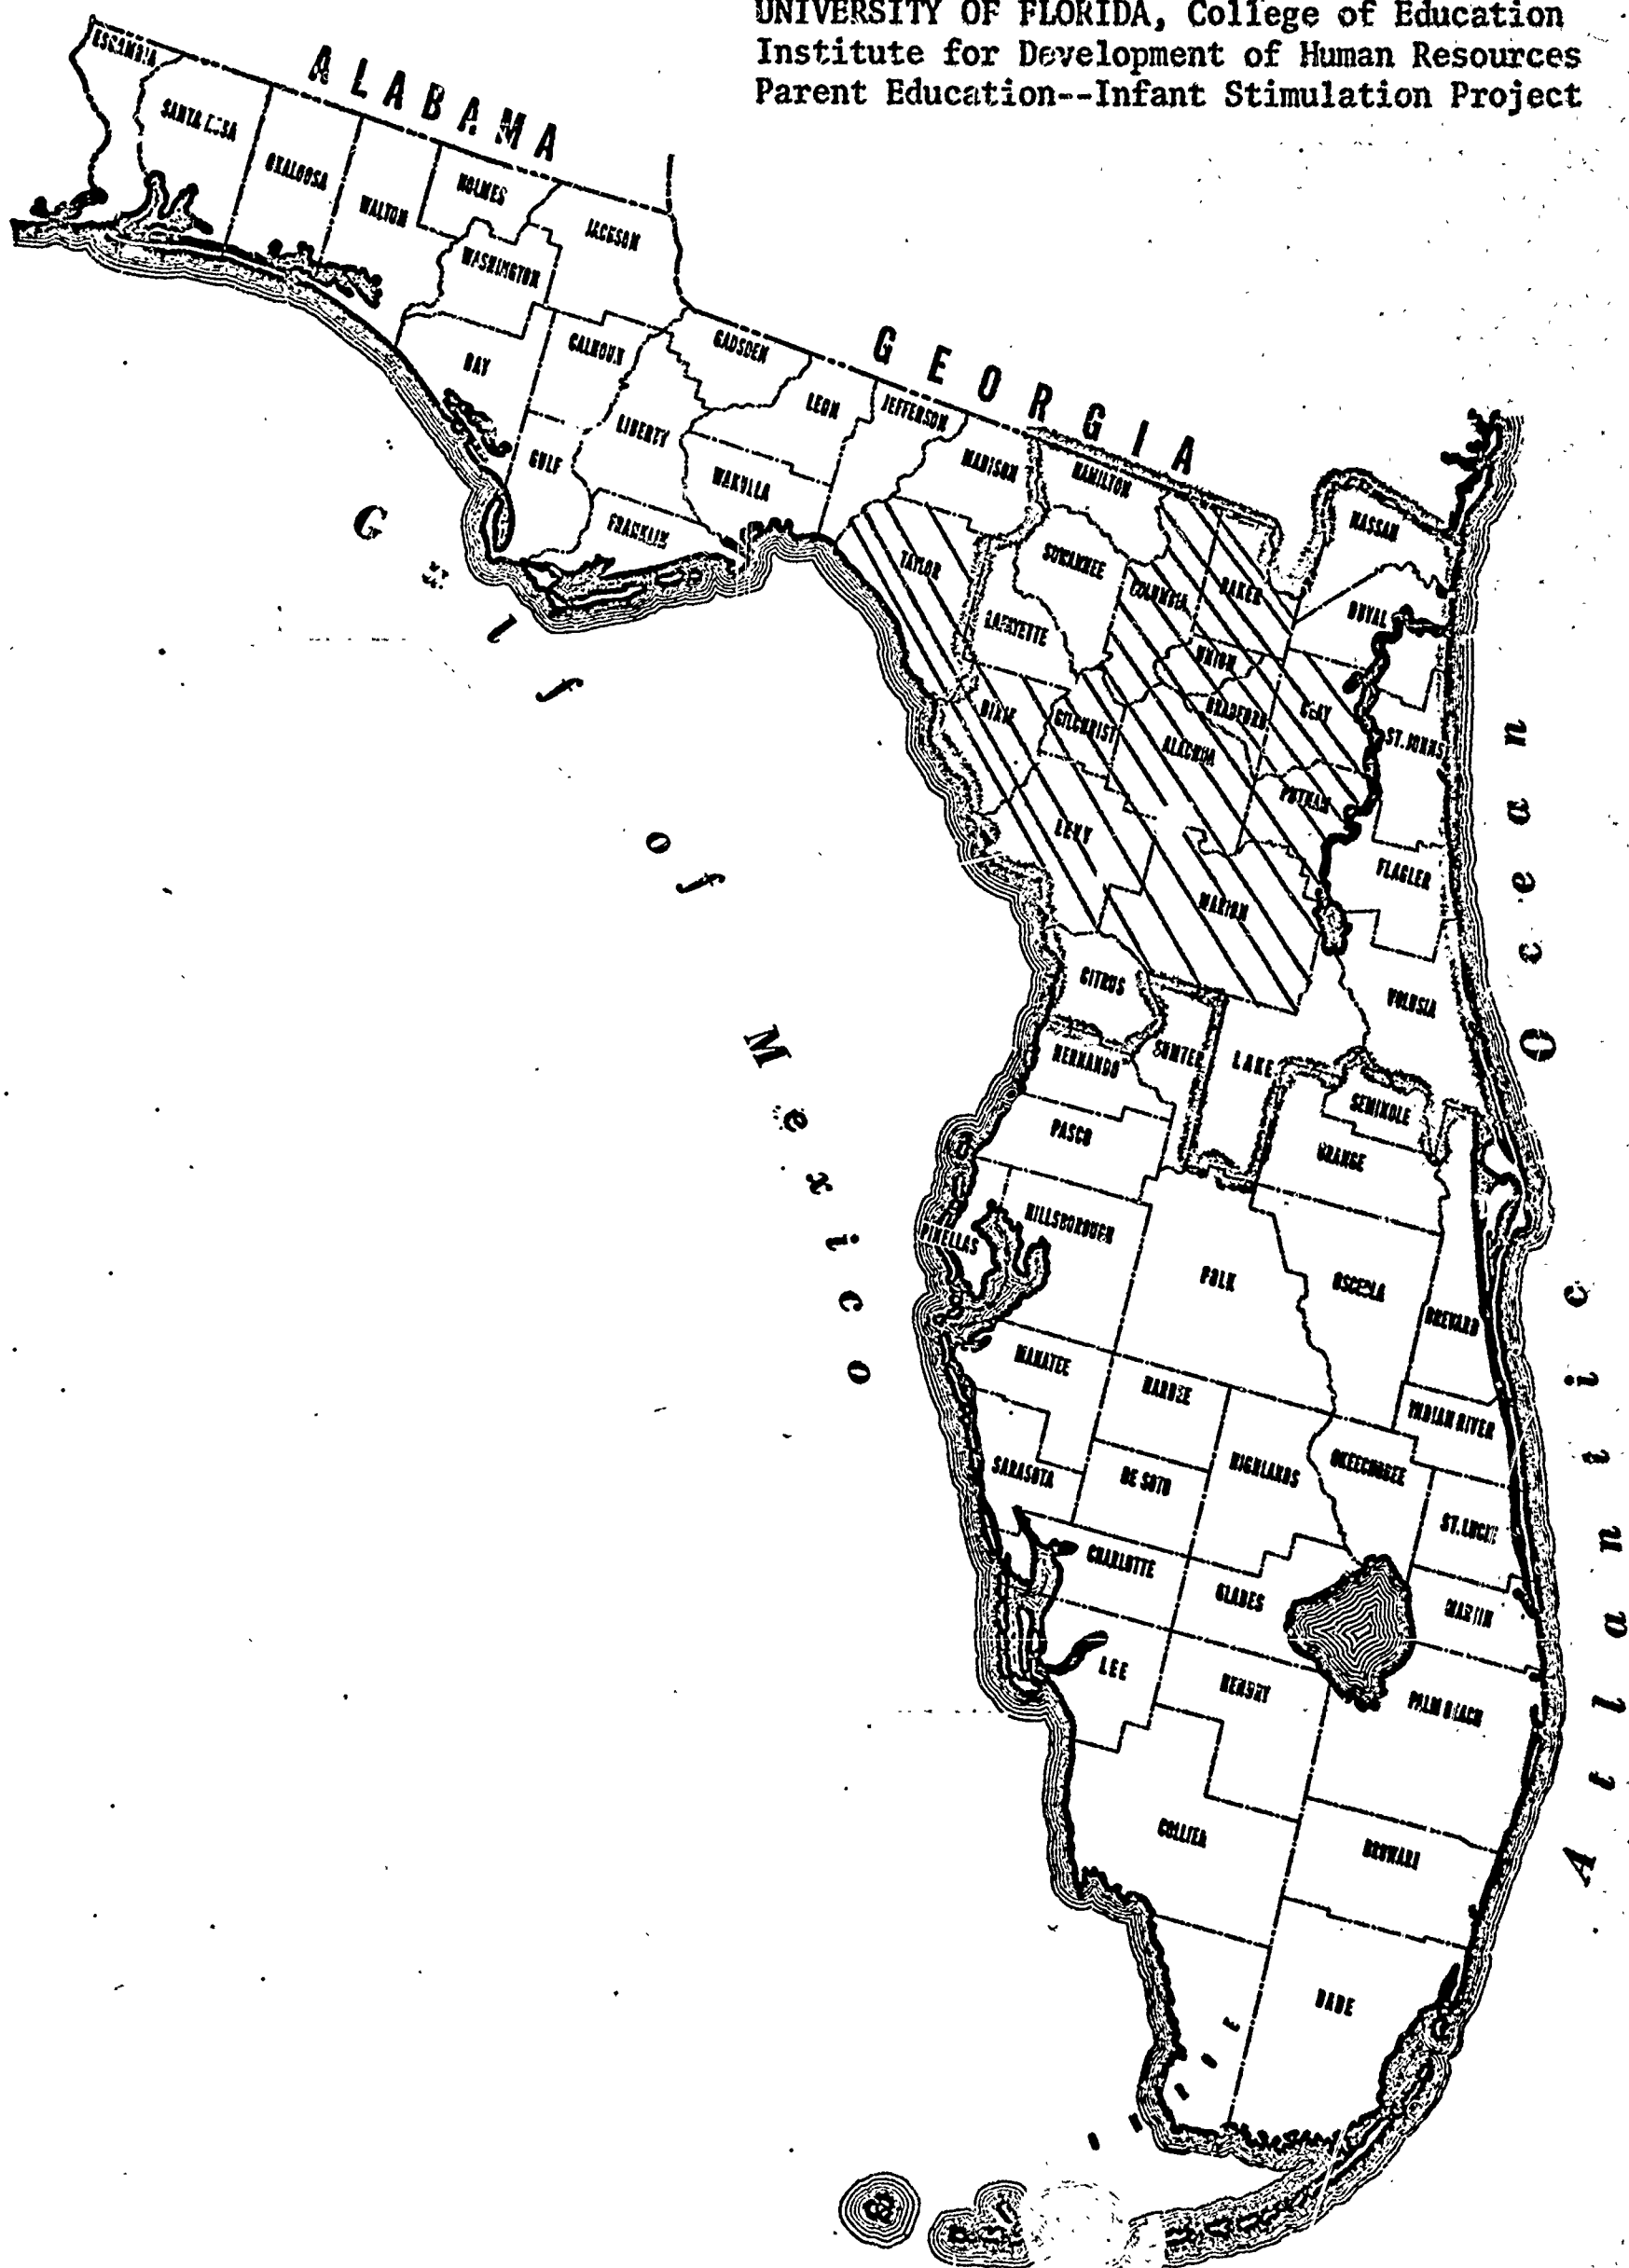 UNIVERSITY OF FLORIDA, College of Education
Institute for Development of Human Resources
Parent Education--Infant Stimulation Project
ALABAMA
GEORGIA
Gulf of Mexico
Atlantic Ocean
ESCAMBIA
SANTA ROSA
OKALOOSA
WALTON
HOLMES
JACKSON
WASHINGTON
BAY
CALHOUN
GADSDEN
LEON
JEFFERSON
LIBERTY
GULF
WAKULLA
FRANKLIN
MADISON
HAMILTON
TAYLOR
SUWANNEE
LAFAYETTE
COLUMBIA
BAKER
NASSAU
DUVAL
UNION
BRADFORD
CLAY
ST. JOHNS
DIXIE
GILCHRIST
ALACHUA
PUTNAM
LEVY
MARION
FLAGLER
CITRUS
VOLUSIA
HERNANDO
SUMTER
LAKE
SEMINOLE
PASCO
ORANGE
PINELLAS
HILLSBOROUGH
POLK
OSCEOLA
BREVARD
MANATEE
HARDEE
INDIAN RIVER
SARASOTA
DE SOTO
HIGHLANDS
OKEECHOBEE
ST. LUCIE
CHARLOTTE
GLADES
MARTIN
LEE
HENDRY
PALM BEACH
COLLIER
BROWARD
DADE